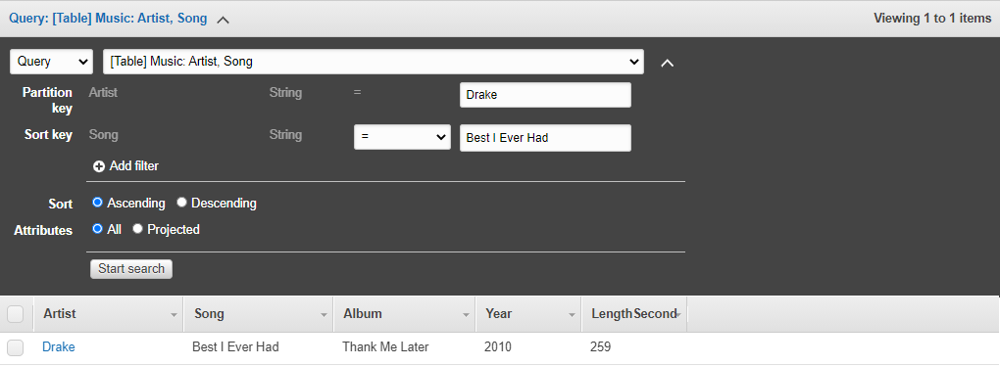 Query: [Table] Music: Artist, Song Viewing 1 to 1 items
Query [Table] Music: Artist, Song
Partition key Artist String = Drake
Sort key Song String = Best I Ever Had
Add filter
Sort Ascending Descending
Attributes All Projected
Start search
Artist Song Album Year LengthSecond
Drake Best I Ever Had Thank Me Later 2010 259